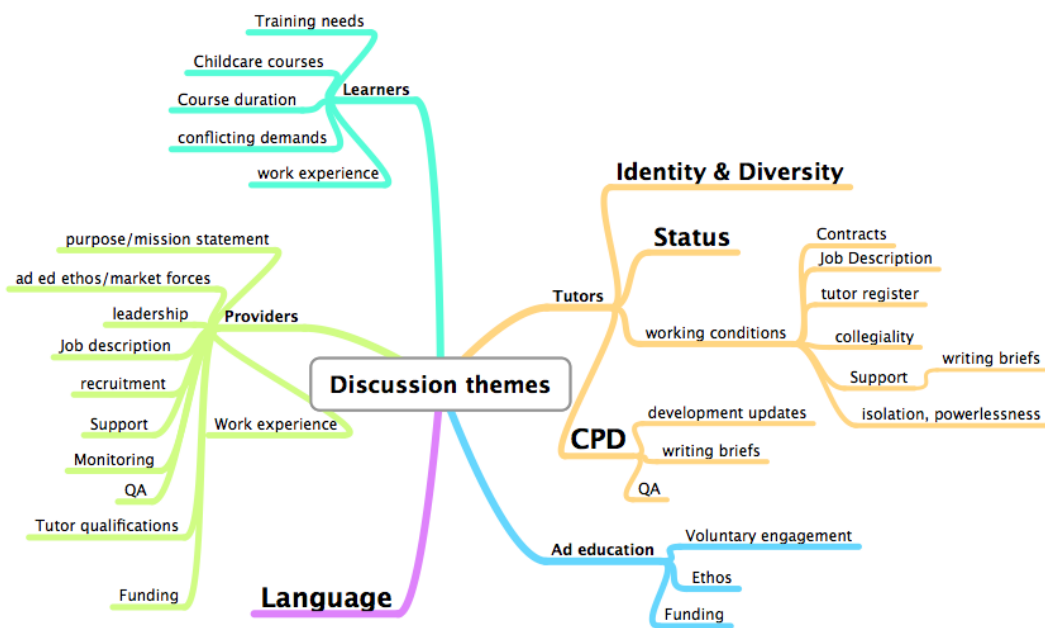 Discussion themes
Learners
Training needs
Childcare courses
Course duration
conflicting demands
work experience
Providers
purpose/mission statement
ad ed ethos/market forces
leadership
Job description
recruitment
Support
Monitoring
QA
Tutor qualifications
Funding
Work experience
Language
Tutors
Identity & Diversity
Status
working conditions
Contracts
Job Description
tutor register
collegiality
Support
writing briefs
isolation, powerlessness
CPD
development updates
writing briefs
QA
Ad education
Voluntary engagement
Ethos
Funding